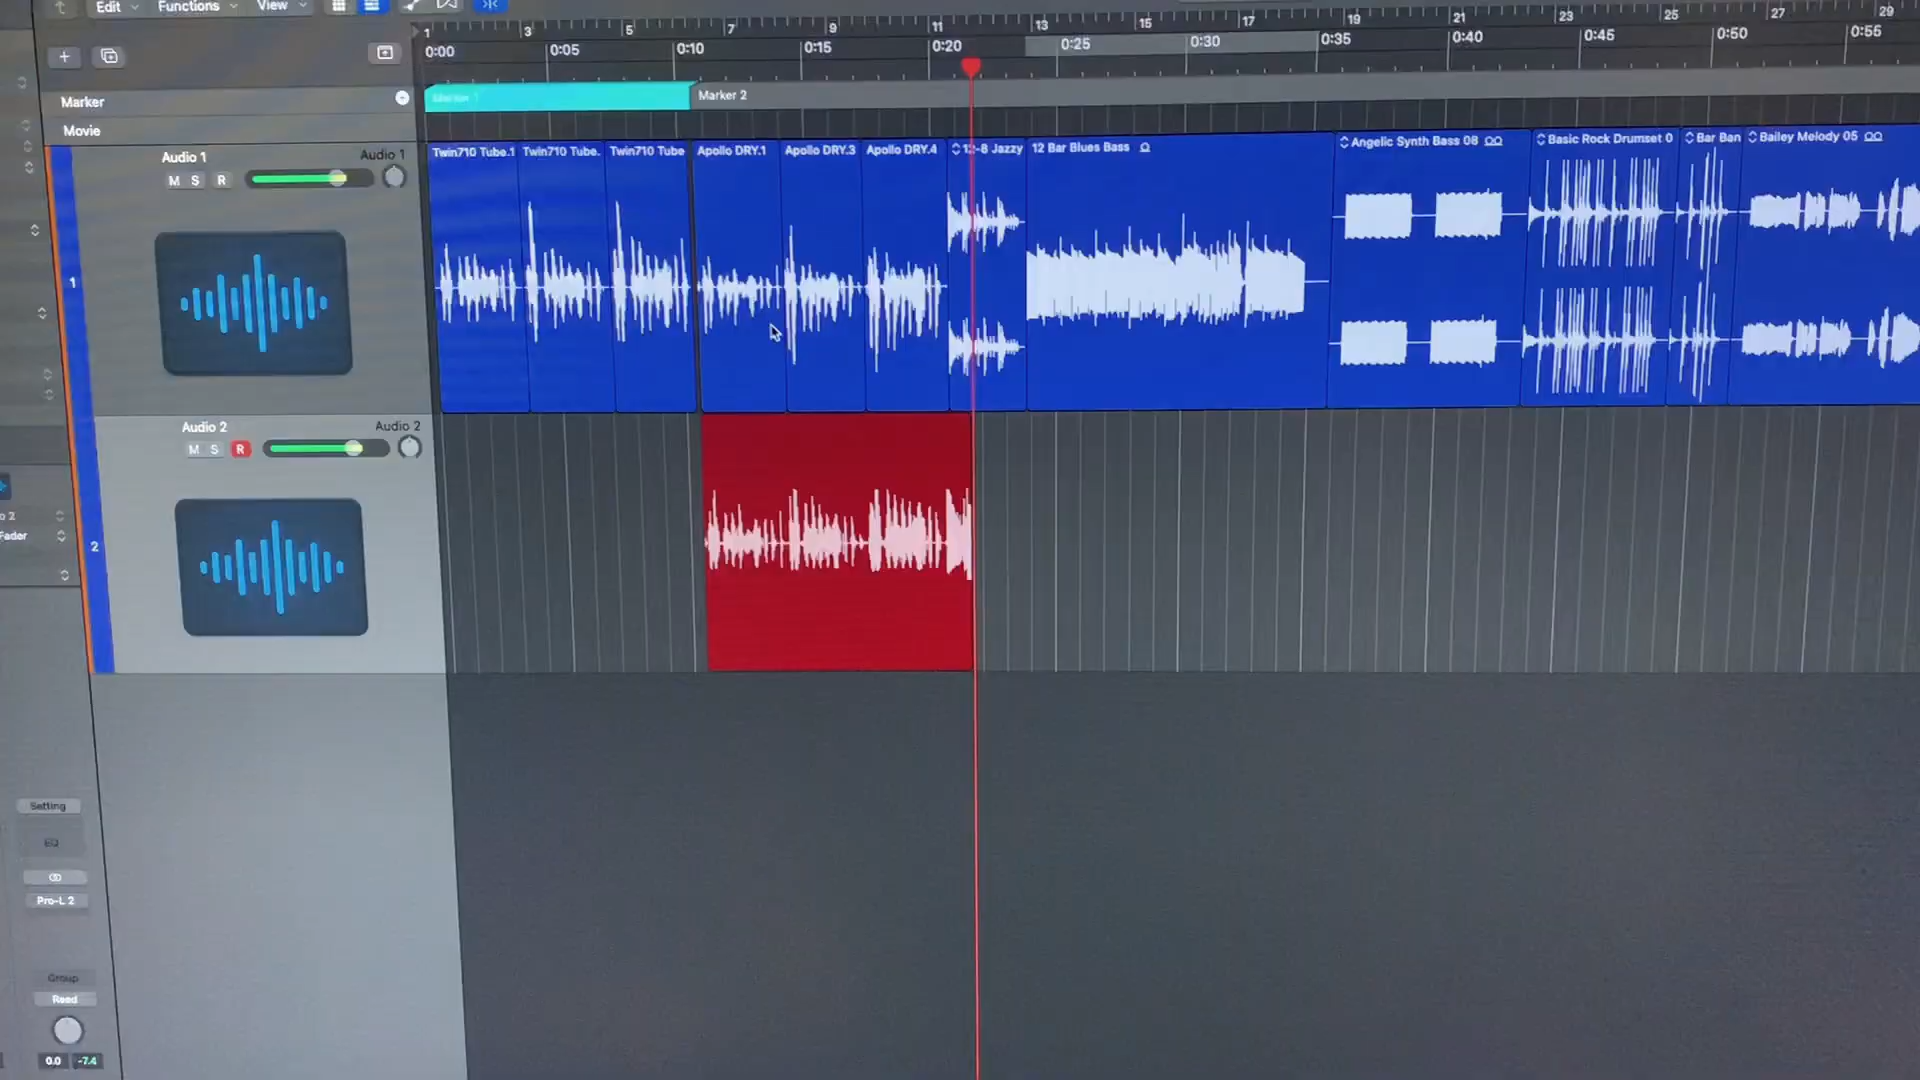 Edit Functions View
1 3 5 7 9 11 13 15 17 19 21 23 25 27 29
0:00 0:05 0:10 0:15 0:20 0:25 0:30 0:35 0:40 0:45 0:50 0:55
Marker
Marker 1 Marker 2
Movie
Audio 1 Audio 1
M S R
Twin710 Tube.1 Twin710 Tube. Twin710 Tube Apollo DRY.1 Apollo DRY.3 Apollo DRY.4 12-8 Jazzy 12 Bar Blues Bass Angelic Synth Bass 08 Basic Rock Drumset 0 Bar Ban Bailey Melody 05
1
Audio 2 Audio 2
M S R
2
o 2
Fader
Setting
EQ
Pro-L 2
Group
Read
0.0 -7.4